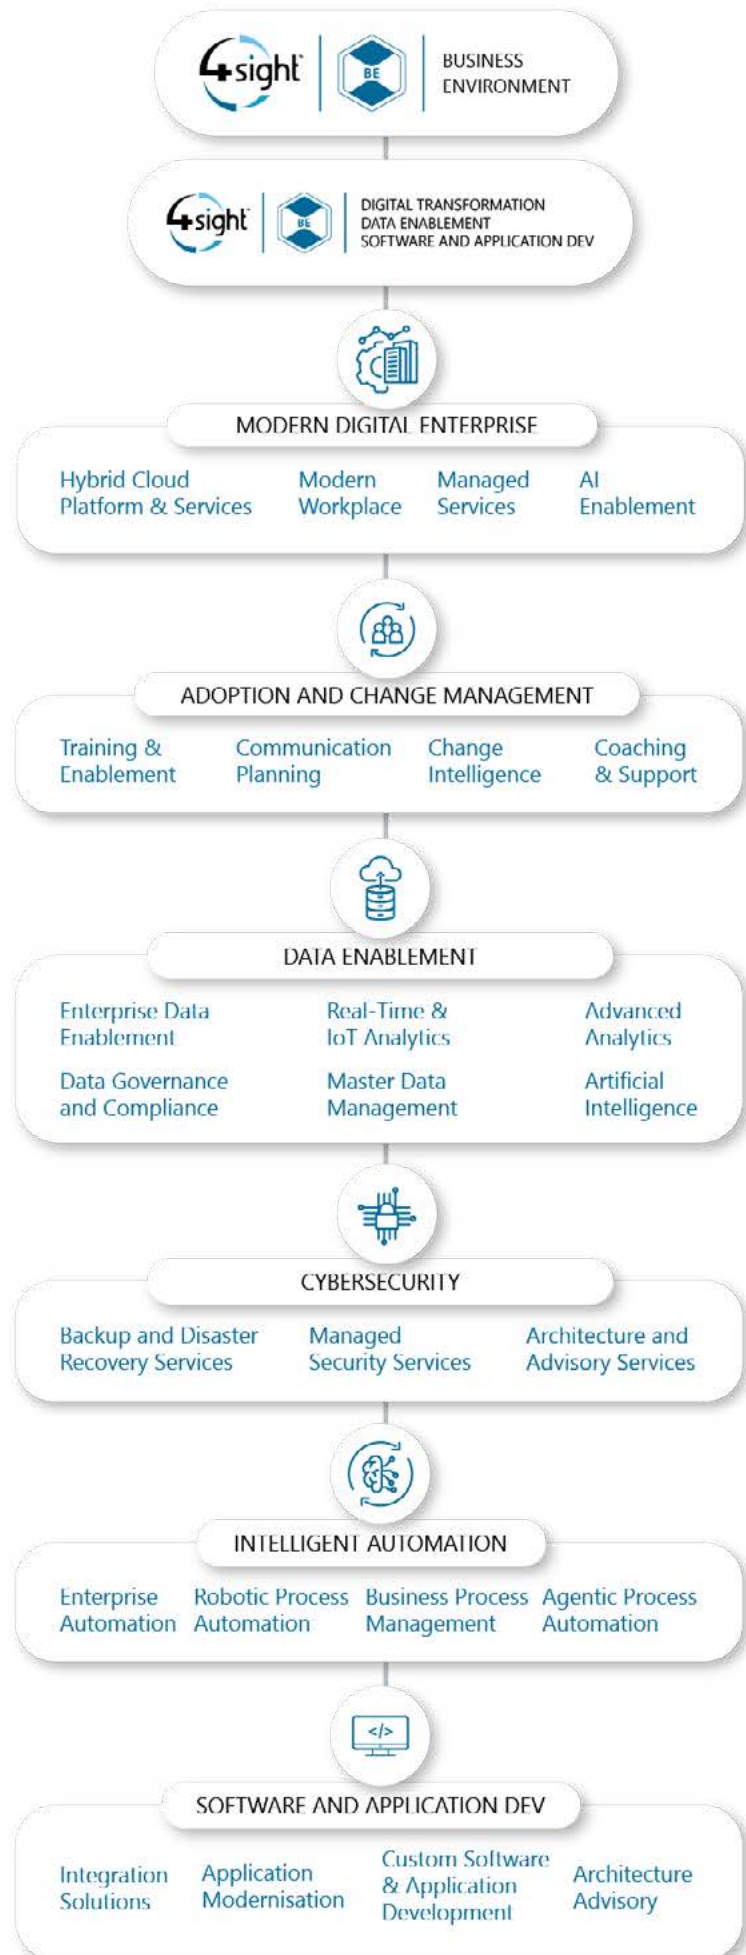 4sight
BE
BUSINESS
ENVIRONMENT
4sight
BE
DIGITAL TRANSFORMATION
DATA ENABLEMENT
SOFTWARE AND APPLICATION DEV
MODERN DIGITAL ENTERPRISE
Hybrid Cloud
Platform & Services
Modern
Workplace
Managed
Services
AI
Enablement
ADOPTION AND CHANGE MANAGEMENT
Training &
Enablement
Communication
Planning
Change
Intelligence
Coaching
& Support
DATA ENABLEMENT
Enterprise Data
Enablement
Real-Time &
IoT Analytics
Advanced
Analytics
Data Governance
and Compliance
Master Data
Management
Artificial
Intelligence
CYBERSECURITY
Backup and Disaster
Recovery Services
Managed
Security Services
Architecture and
Advisory Services
INTELLIGENT AUTOMATION
Enterprise
Automation
Robotic Process
Automation
Business Process
Management
Agentic Process
Automation
</>
SOFTWARE AND APPLICATION DEV
Integration
Solutions
Application
Modernisation
Custom Software
& Application
Development
Architecture
Advisory